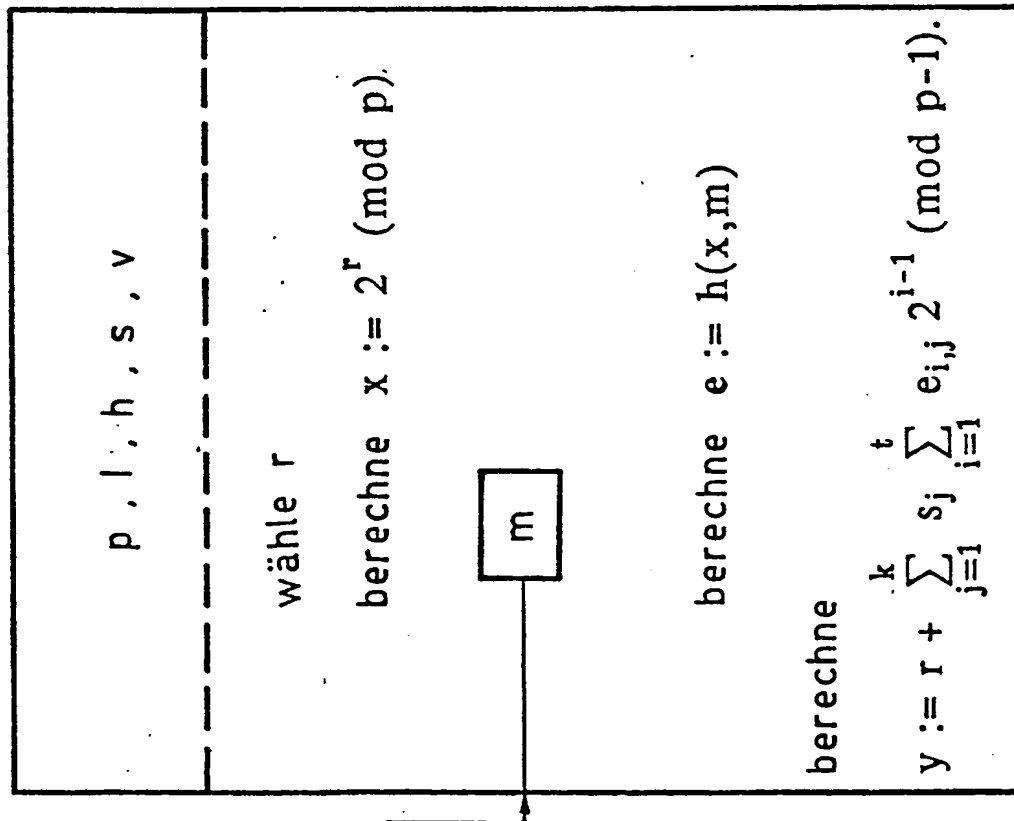 p , l , h , s , v
wähle r
berechne x := 2^r (mod p).
m
berechne e := h(x,m)
berechne
y := r + ∑_{j=1}^{k} s_j ∑_{i=1}^{t} e_{i,j} 2^{i-1} (mod p-1).